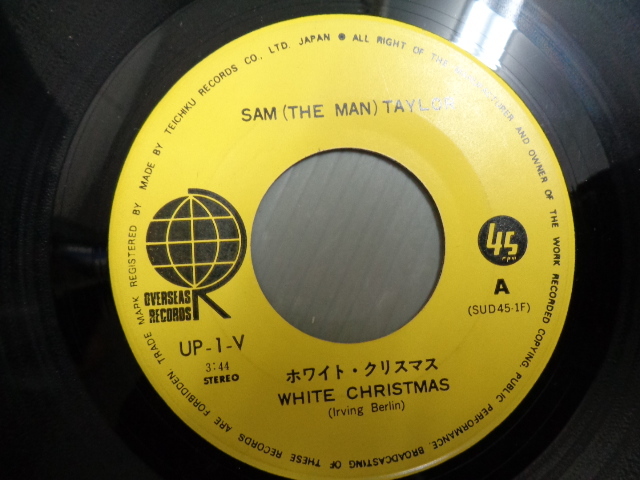 TRADE MARK REGISTERED BY. MADE BY TEICHIKU RECORDS CO., LTD. JAPAN ● ALL RIGHT OF THE AND OWNER OF THE WORK RECORDED COPYING. PUBLIC PERFORMANCE. BROADCASTING OF THESE RECORDS ARE FORBIDDEN.
SAM (THE MAN) TAYLOR
45
rpm
A
(SUD45-1F)
OVERSEAS
RECORDS
UP-1-V
3:44
STEREO
ホワイト・クリスマス
WHITE CHRISTMAS
(Irving Berlin)